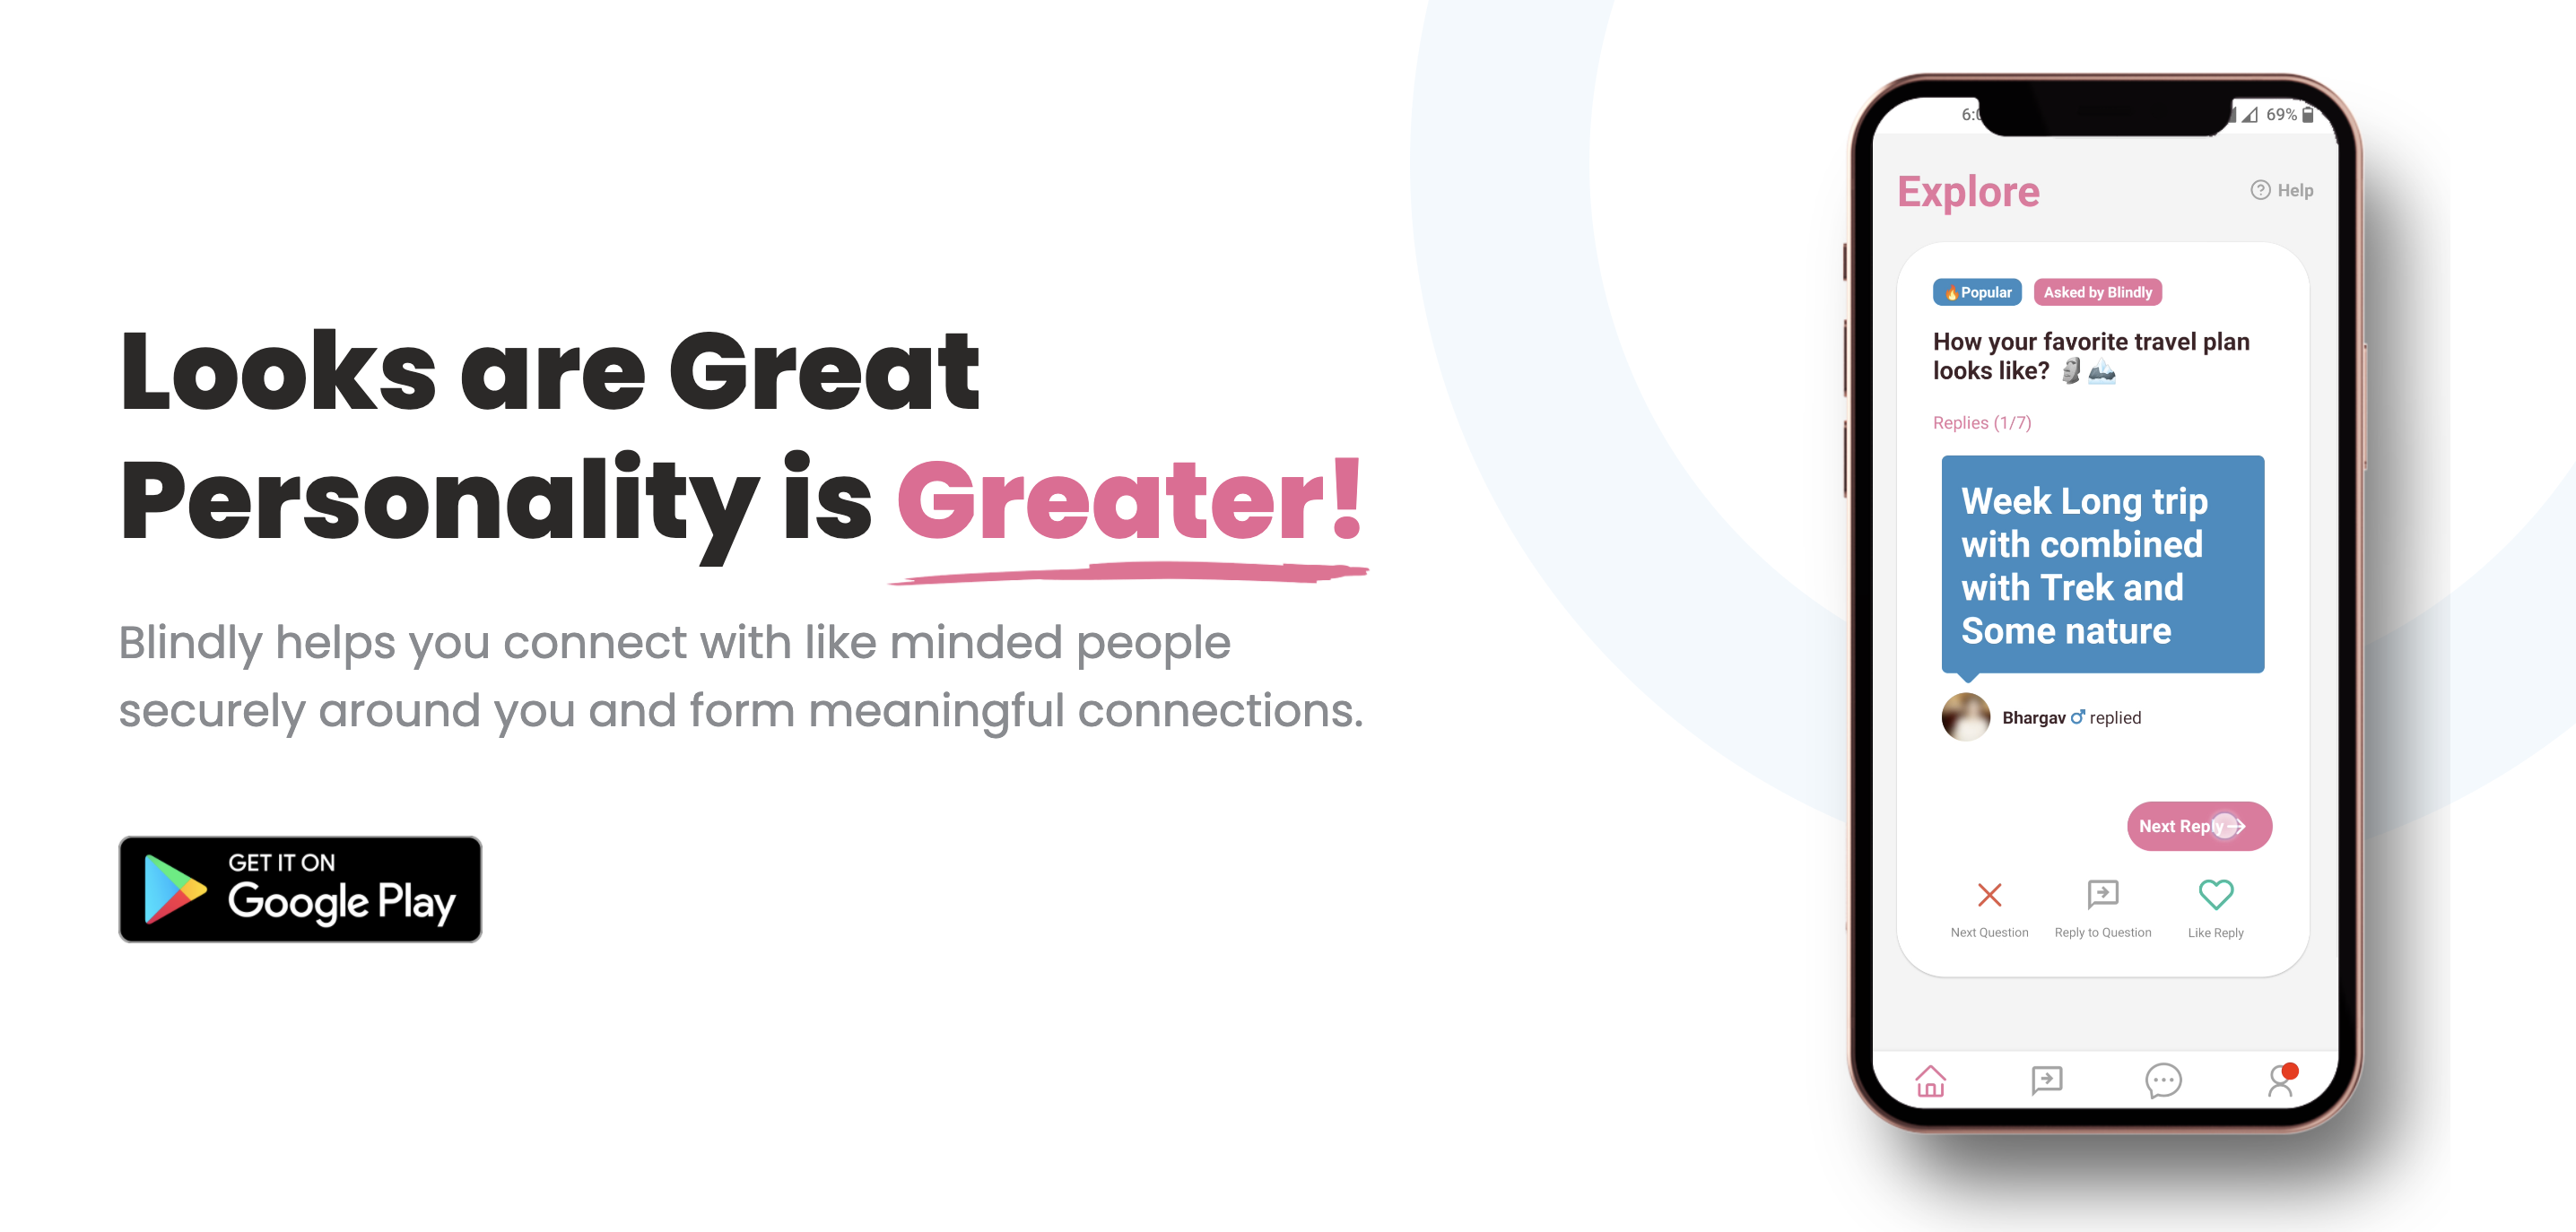 Looks are Great
Personality is Greater!
Blindly helps you connect with like minded people
securely around you and form meaningful connections.
GET IT ON
Google Play
69%
Explore
Help
🔥Popular
Asked by Blindly
How your favorite travel plan
looks like? 🗿🏔️
Replies (1/7)
Week Long trip
with combined
with Trek and
Some nature
Bhargav ♂ replied
Next Reply
Next Question
Reply to Question
Like Reply